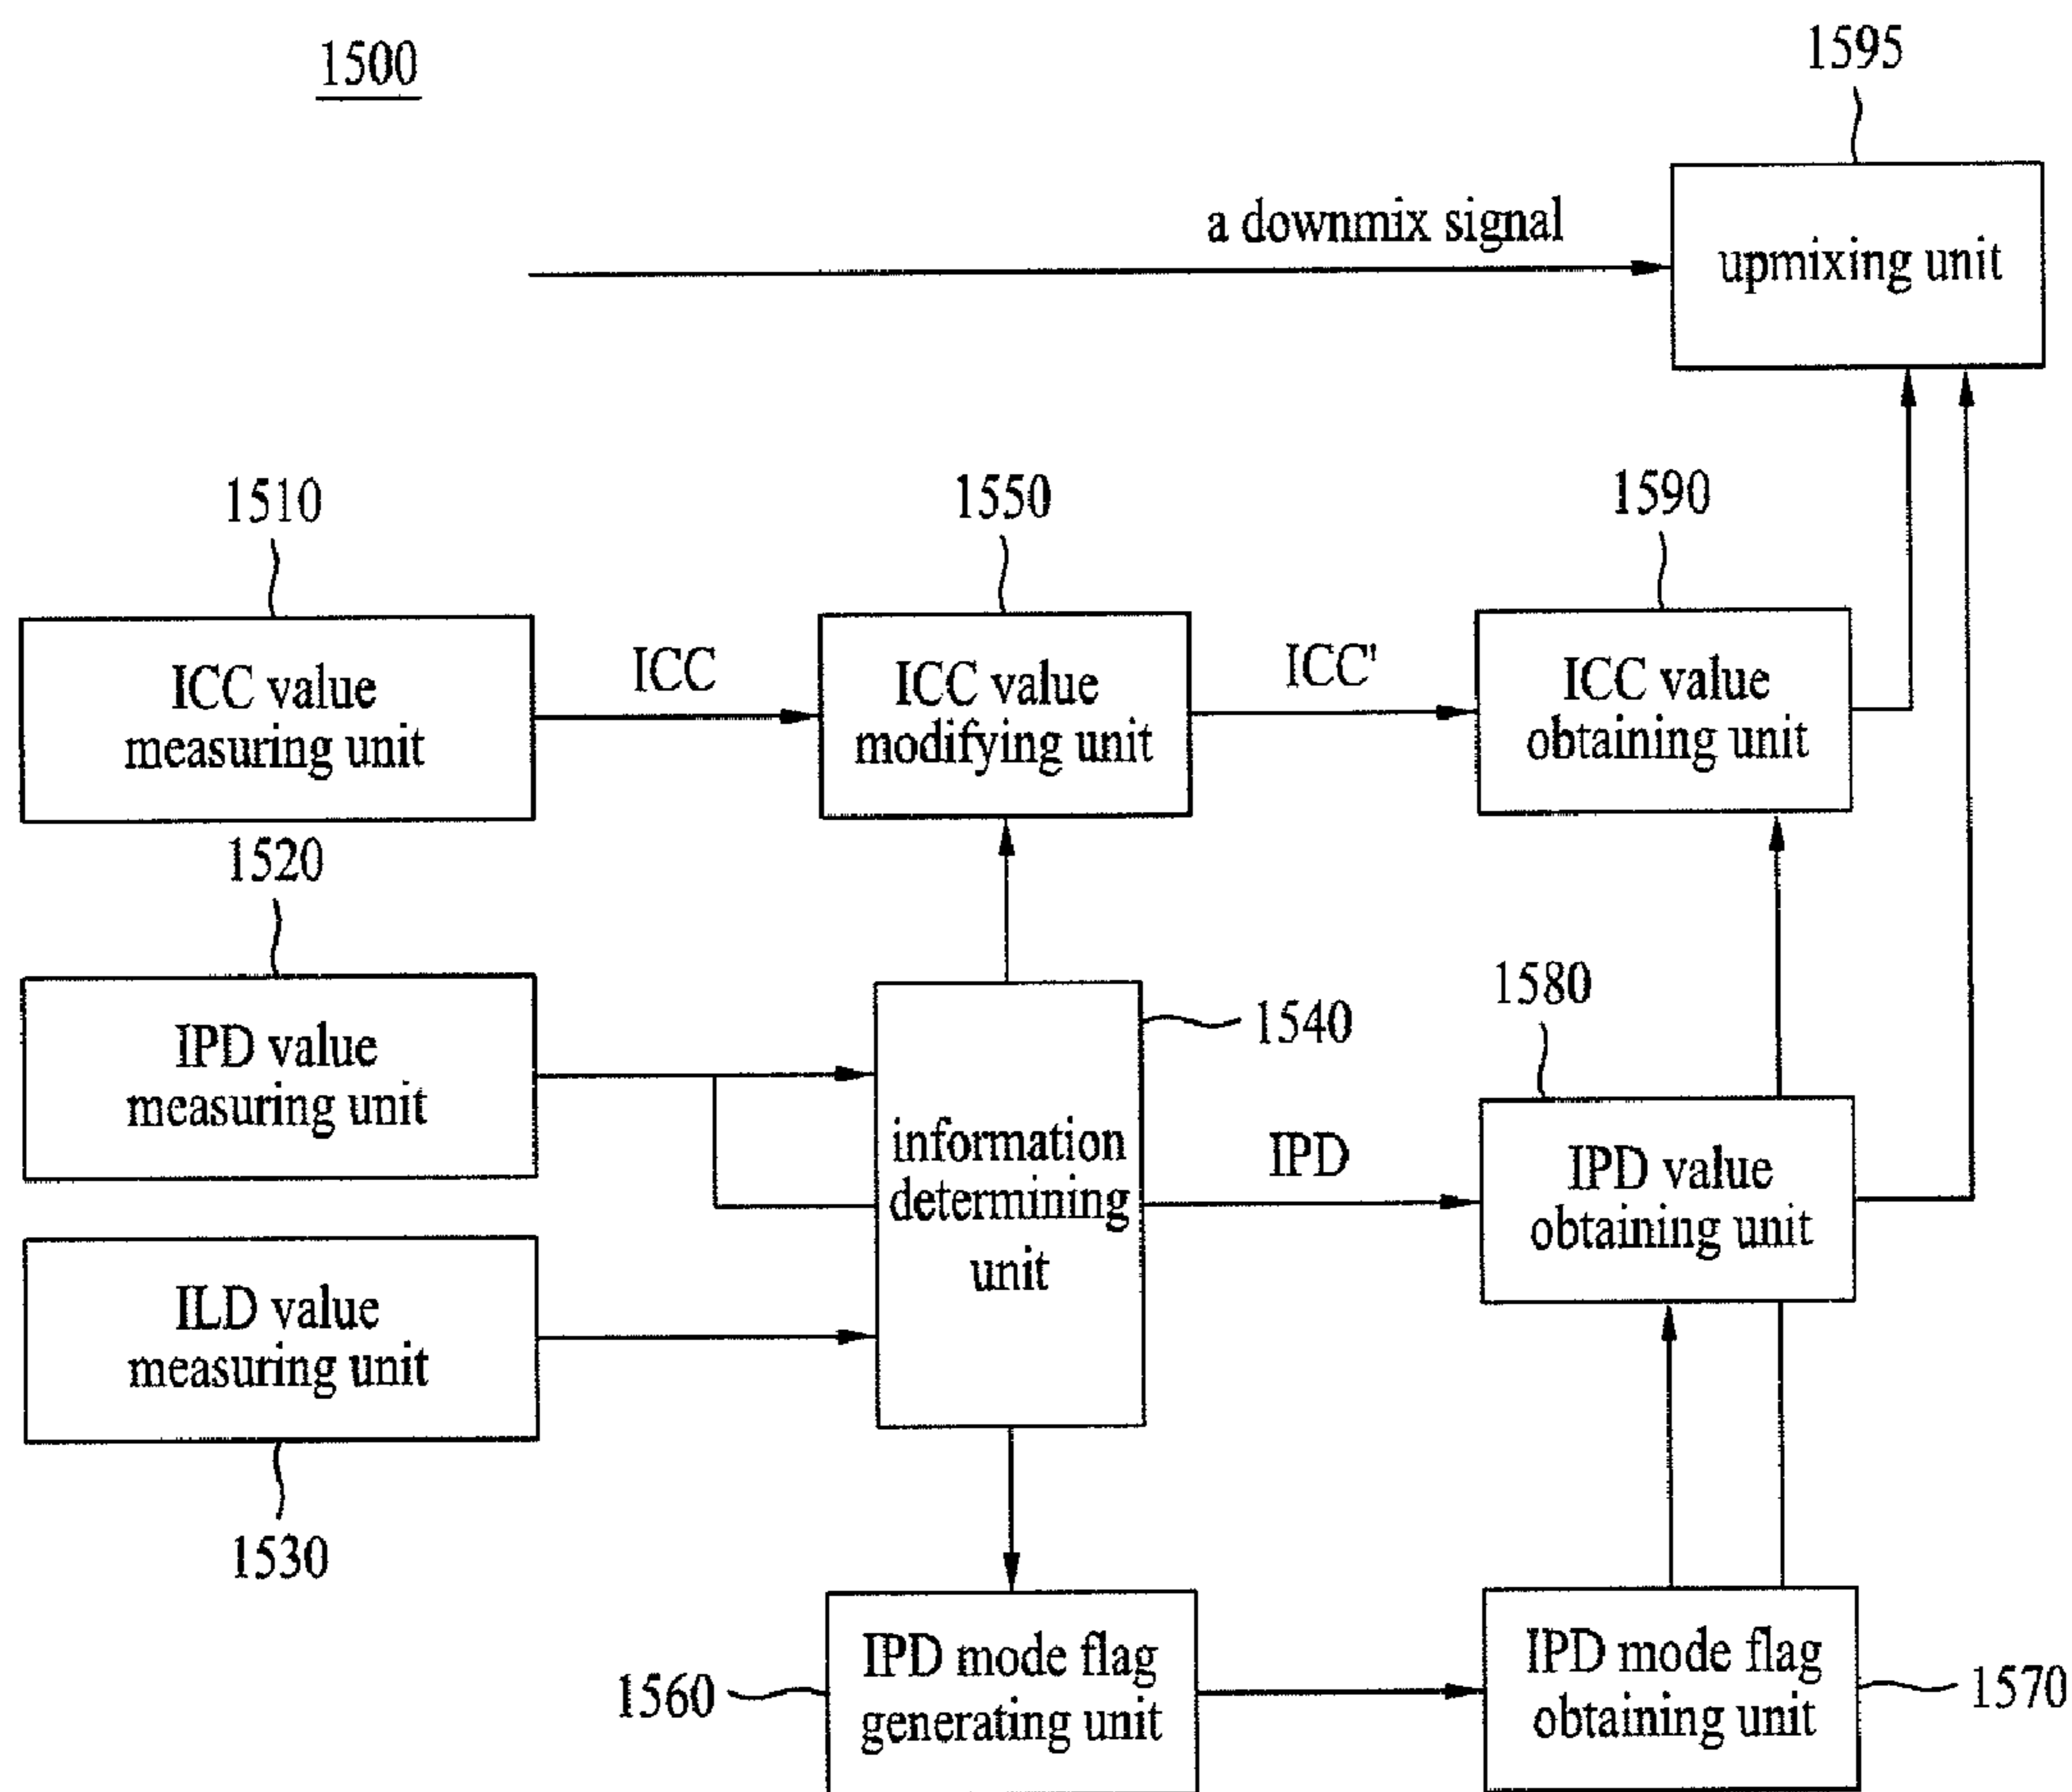 1500
1595
a downmix signal
upmixing unit
1510
1550
1590
ICC value
measuring unit
ICC
ICC value
modifying unit
ICC'
ICC value
obtaining unit
1520
IPD value
measuring unit
1540
1580
information
determining
unit
IPD
IPD value
obtaining unit
ILD value
measuring unit
1530
1560
IPD mode flag
generating unit
IPD mode flag
obtaining unit
1570